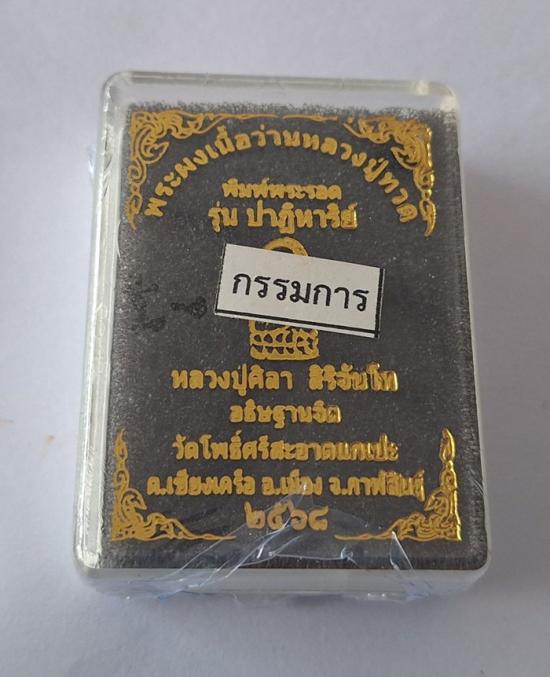 พระผงเนื้อว่านหลวงปู่ทวด
พิมพ์พระรอด
รุ่น ปาฏิหาริย์
กรรมการ
หลวงปู่ศิลา สิริจันโท
อธิษฐานจิต
วัดโพธิ์ศรีสะอาดแกเปะ
ต.เชียงเครือ อ.เมือง จ.กาฬสินธุ์
๒๕๖๘